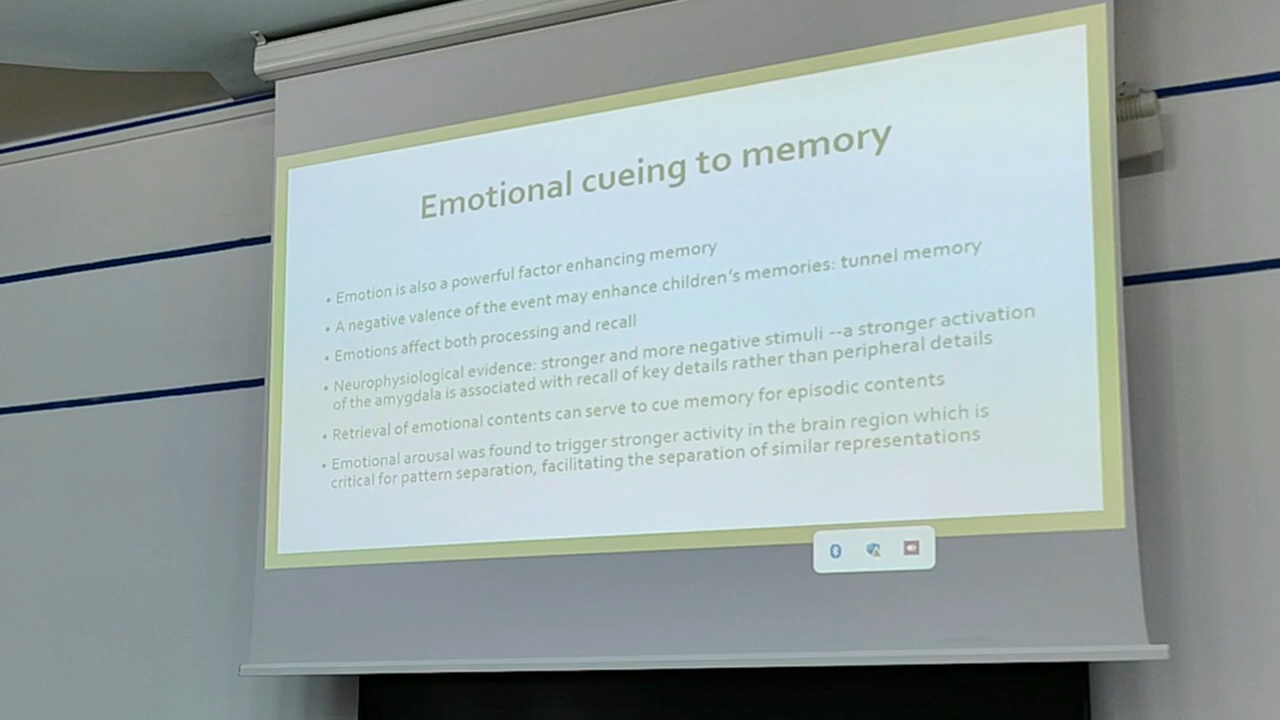 Emotional cueing to memory
• Emotion is also a powerful factor enhancing memory
• A negative valence of the event may enhance children's memories: tunnel memory
• Emotions affect both processing and recall
• Neurophysiological evidence: stronger and more negative stimuli --a stronger activation
of the amygdala is associated with recall of key details rather than peripheral details
• Retrieval of emotional contents can serve to cue memory for episodic contents
• Emotional arousal was found to trigger stronger activity in the brain region which is
critical for pattern separation, facilitating the separation of similar representations